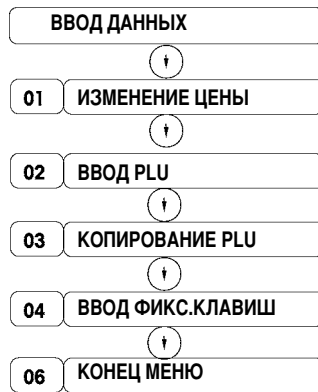 ВВОД ДАННЫХ
01 ИЗМЕНЕНИЕ ЦЕНЫ
02 ВВОД PLU
03 КОПИРОВАНИЕ PLU
04 ВВОД ФИКС.КЛАВИШ
06 КОНЕЦ МЕНЮ